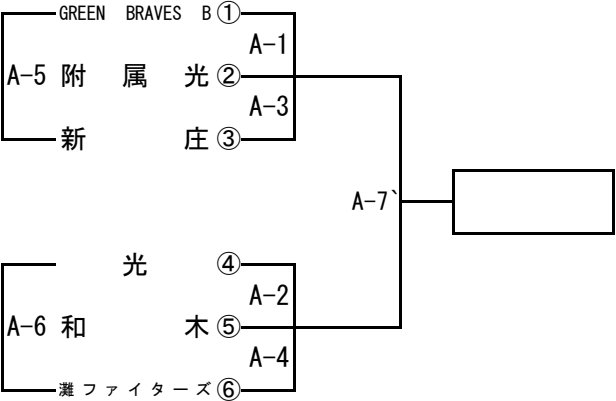 GREEN BRAVES B①
A-1
A-5 附属光②
A-3
新庄③
A-7`
光④
A-2
A-6 和木⑤
A-4
灘ファイターズ⑥